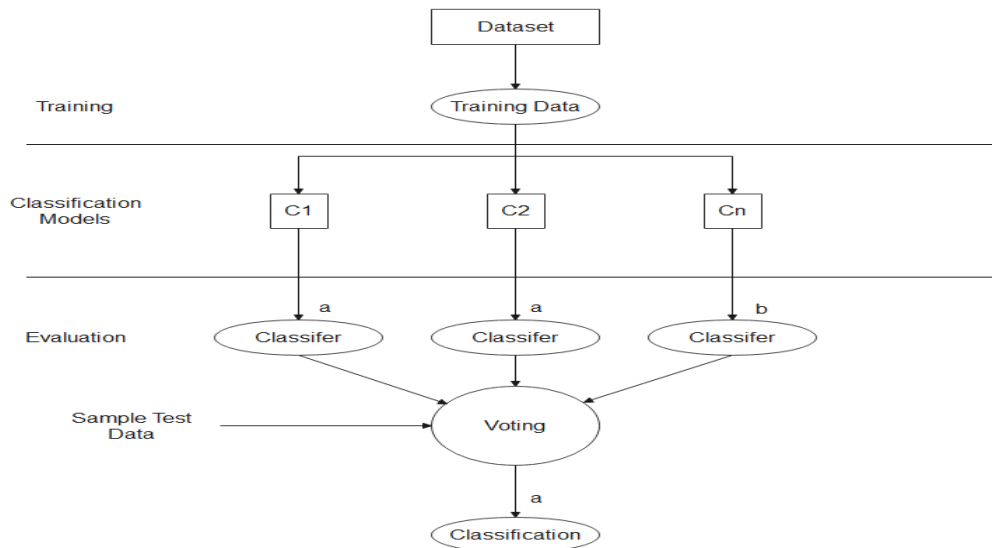 Dataset
Training
Training Data
Classification
Models
C1
C2
Cn
a
a
b
Evaluation
Classifer
Classifer
Classifer
Sample Test
Data
Voting
a
Classification